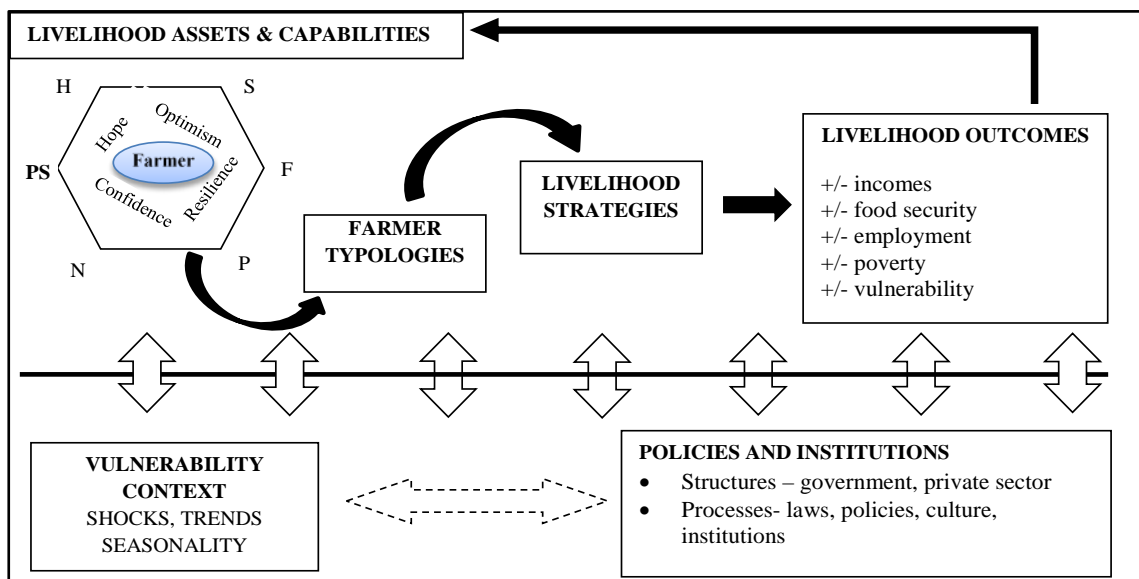 LIVELIHOOD ASSETS & CAPABILITIES
H
S
Hope
Optimism
Farmer
PS
F
Confidence
Resilience
N
P
FARMER
TYPOLOGIES
LIVELIHOOD
STRATEGIES
LIVELIHOOD OUTCOMES
+/- incomes
+/- food security
+/- employment
+/- poverty
+/- vulnerability
VULNERABILITY
CONTEXT
SHOCKS, TRENDS
SEASONALITY
POLICIES AND INSTITUTIONS
• Structures – government, private sector
• Processes- laws, policies, culture,
institutions